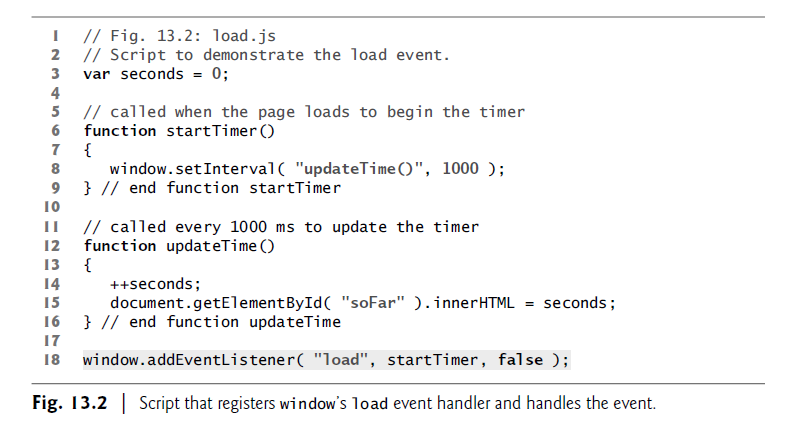 1 // Fig. 13.2: load.js
2 // Script to demonstrate the load event.
3 var seconds = 0;
4
5 // called when the page loads to begin the timer
6 function startTimer()
7 {
8 window.setInterval( "updateTime()", 1000 );
9 } // end function startTimer
10
11 // called every 1000 ms to update the timer
12 function updateTime()
13 {
14 ++seconds;
15 document.getElementById( "soFar" ).innerHTML = seconds;
16 } // end function updateTime
17
18 window.addEventListener( "load", startTimer, false );
Fig. 13.2 | Script that registers window's load event handler and handles the event.